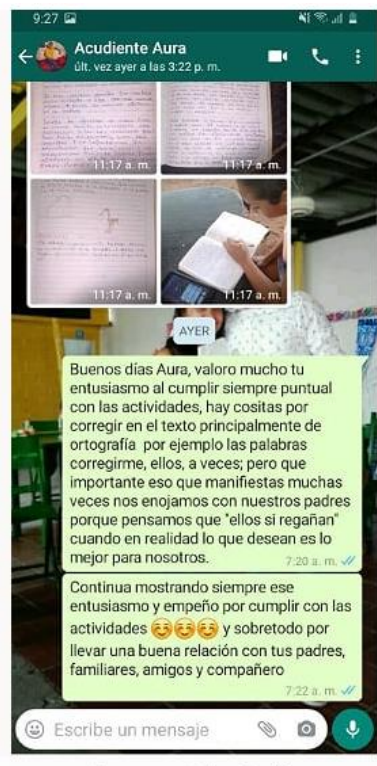 9:27
Acudiente Aura
últ. vez ayer a las 3:22 p. m.
11:17 a. m.
11:17 a. m.
11:17 a. m.
11:17 a. m.
AYER
Buenos días Aura, valoro mucho tu
entusiasmo al cumplir siempre puntual
con las actividades, hay cositas por
corregir en el texto principalmente de
ortografía por ejemplo las palabras
corregirme, ellos, a veces; pero que
importante eso que manifiestas muchas
veces nos enojamos con nuestros padres
porque pensamos que "ellos si regañan"
cuando en realidad lo que desean es lo
mejor para nosotros.
7:20 a. m.
Continua mostrando siempre ese
entusiasmo y empeño por cumplir con las
actividades ☺️☺️☺️ y sobretodo por
llevar una buena relación con tus padres,
familiares, amigos y compañero
7:22 a. m.
Escribe un mensaje